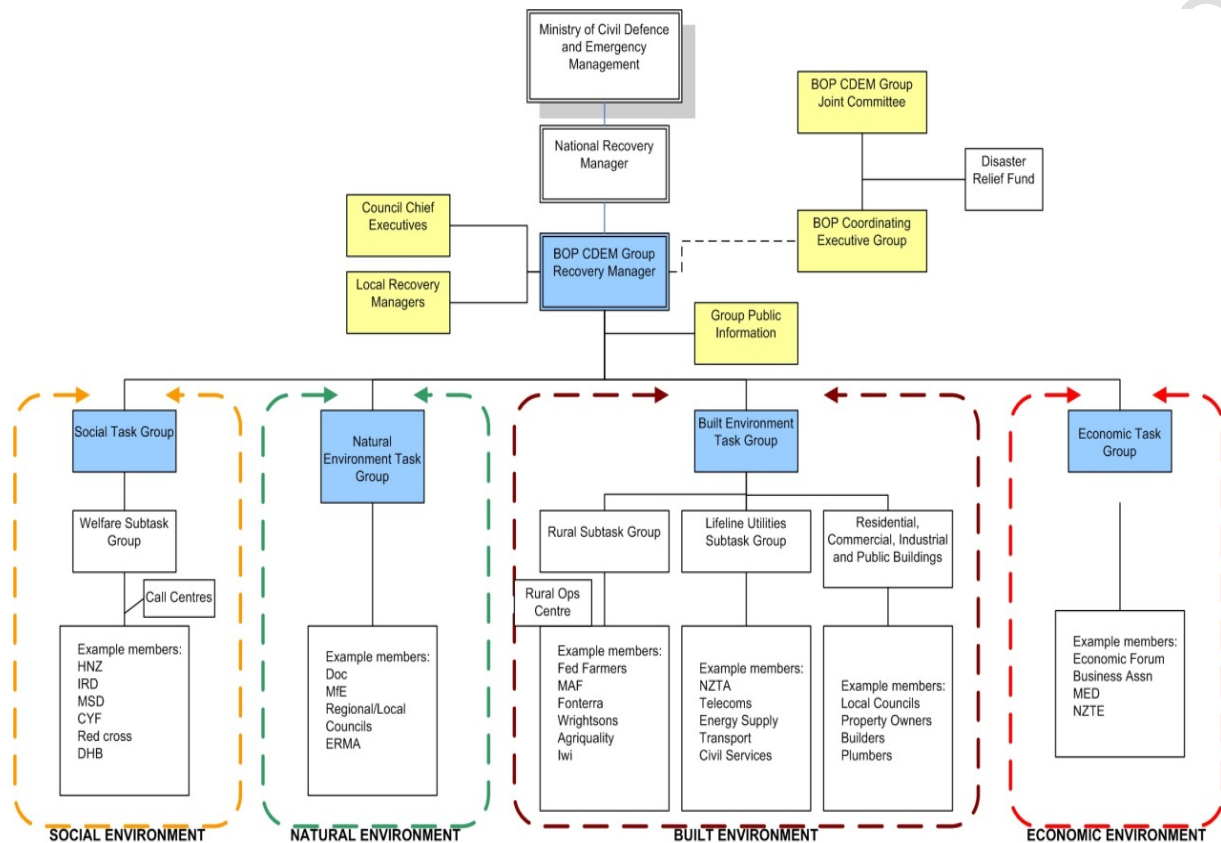 Ministry of Civil Defence
and Emergency
Management
BOP CDEM Group
Joint Committee
National Recovery
Manager
Disaster
Relief Fund
Council Chief
Executives
BOP Coordinating
Executive Group
BOP CDEM Group
Recovery Manager
Local Recovery
Managers
Group Public
Information
Social Task Group
Natural
Environment Task
Group
Built Environment
Task Group
Economic Task
Group
Welfare Subtask
Group
Rural Subtask Group
Lifeline Utilities
Subtask Group
Residential,
Commercial, Industrial
and Public Buildings
Call Centres
Rural Ops
Centre
Example members:
HNZ
IRD
MSD
CYF
Red cross
DHB
Example members:
Doc
MfE
Regional/Local
Councils
ERMA
Example members:
Fed Farmers
MAF
Fonterra
Wrightsons
Agriquality
Iwi
Example members:
NZTA
Telecoms
Energy Supply
Transport
Civil Services
Example members:
Local Councils
Property Owners
Builders
Plumbers
Example members:
Economic Forum
Business Assn
MED
NZTE
SOCIAL ENVIRONMENT
NATURAL ENVIRONMENT
BUILT ENVIRONMENT
ECONOMIC ENVIRONMENT